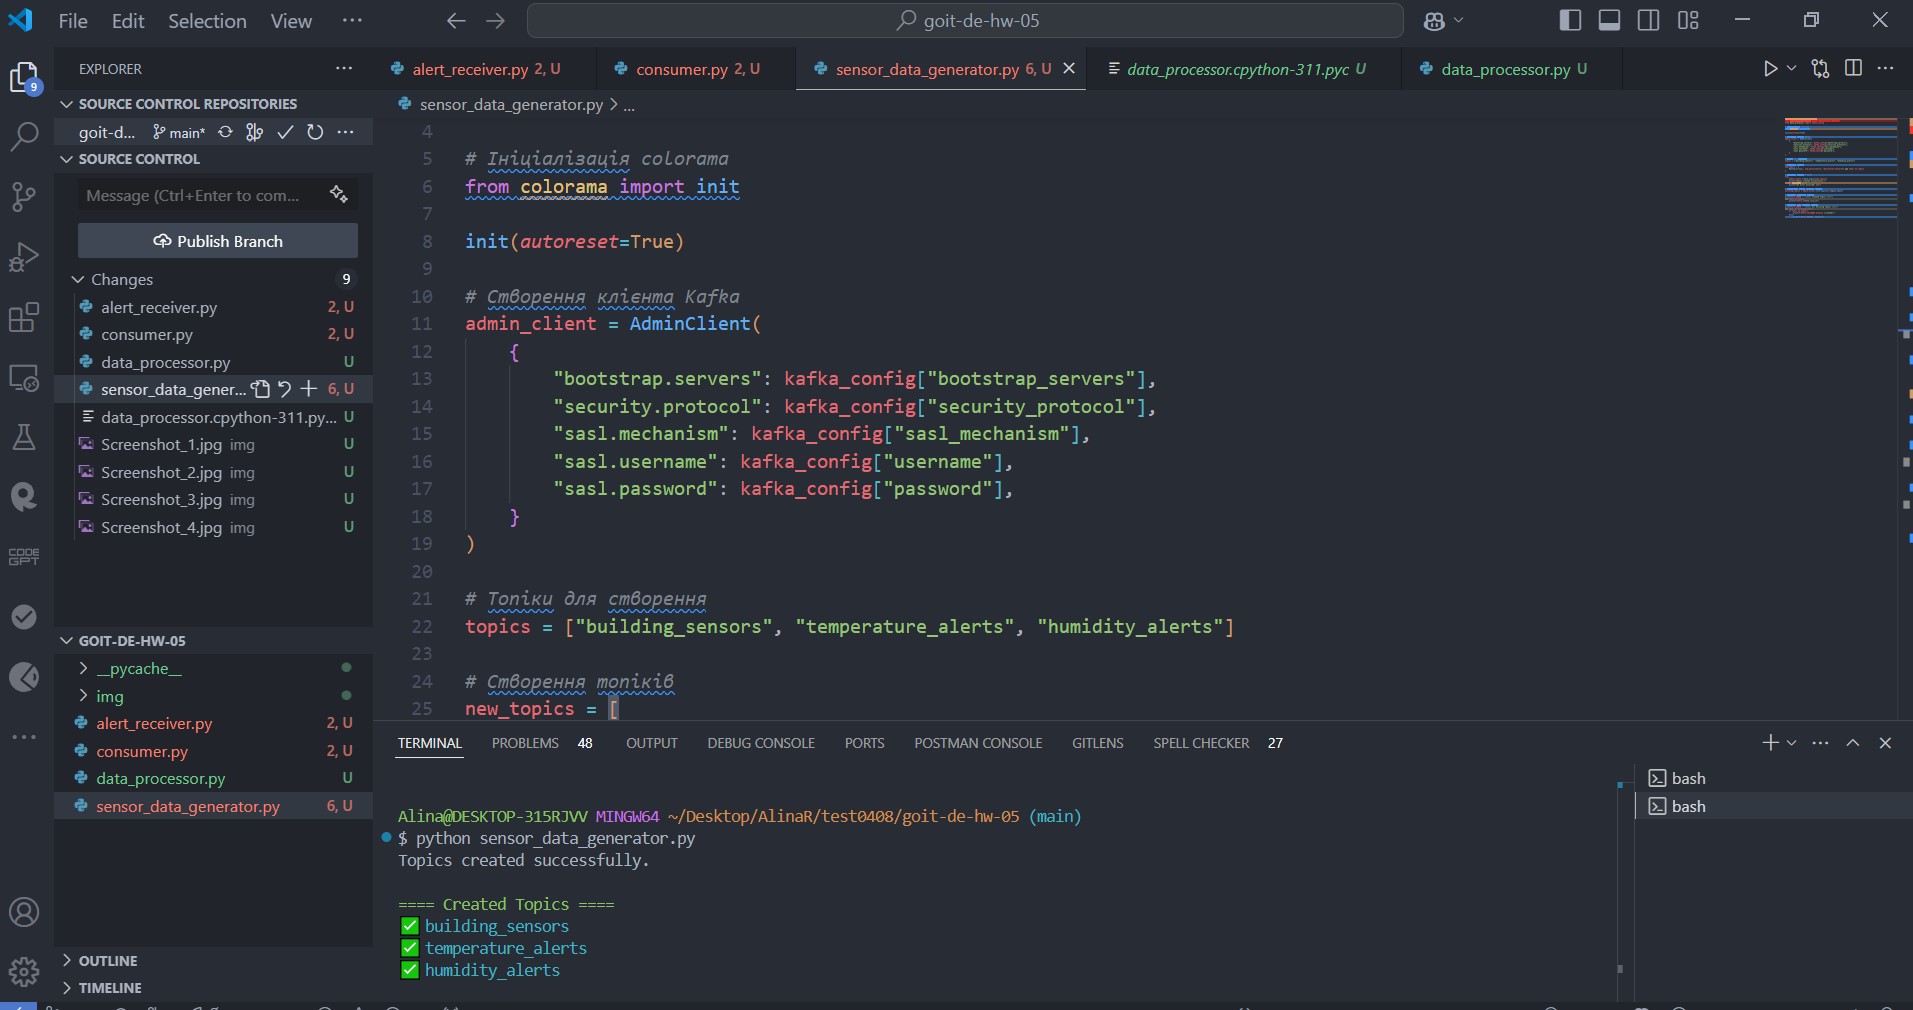 File Edit Selection View ...
goit-de-hw-05
EXPLORER ...
9
SOURCE CONTROL REPOSITORIES
goit-d... main* ...
SOURCE CONTROL
Message (Ctrl+Enter to com...
Publish Branch
Changes 9
alert_receiver.py 2, U
consumer.py 2, U
data_processor.py U
sensor_data_gener... 6, U
data_processor.cpython-311.py... U
Screenshot_1.jpg img U
Screenshot_2.jpg img U
Screenshot_3.jpg img U
Screenshot_4.jpg img U
CODE
GPT
GOIT-DE-HW-05
__pycache__
img
alert_receiver.py 2, U
consumer.py 2, U
data_processor.py U
sensor_data_generator.py 6, U
OUTLINE
TIMELINE
alert_receiver.py 2, U consumer.py 2, U sensor_data_generator.py 6, U data_processor.cpython-311.pyc U data_processor.py U
sensor_data_generator.py > ...
4
5 # Ініціалізація colorama
6 from colorama import init
7
8 init(autoreset=True)
9
10 # Створення клієнта Kafka
11 admin_client = AdminClient(
12 {
13 "bootstrap.servers": kafka_config["bootstrap_servers"],
14 "security.protocol": kafka_config["security_protocol"],
15 "sasl.mechanism": kafka_config["sasl_mechanism"],
16 "sasl.username": kafka_config["username"],
17 "sasl.password": kafka_config["password"],
18 }
19 )
20
21 # Топіки для створення
22 topics = ["building_sensors", "temperature_alerts", "humidity_alerts"]
23
24 # Створення топіків
25 new_topics = [
TERMINAL PROBLEMS 48 OUTPUT DEBUG CONSOLE PORTS POSTMAN CONSOLE GITLENS SPELL CHECKER 27
bash
bash
Alina@DESKTOP-315RJVV MINGW64 ~/Desktop/AlinaR/test0408/goit-de-hw-05 (main)
$ python sensor_data_generator.py
Topics created successfully.
==== Created Topics ====
✅ building_sensors
✅ temperature_alerts
✅ humidity_alerts